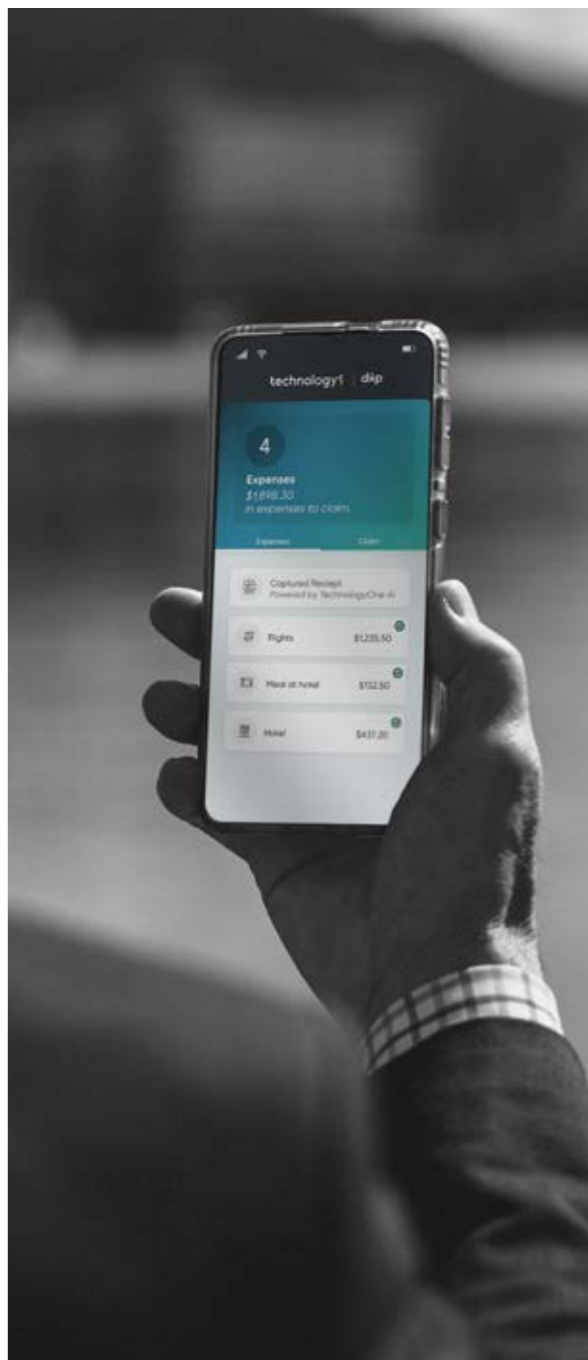 technology1 | dxp
4
Expenses
$1,898.30
in expenses to claim
Expenses Claim
Captured Receipt
Powered by TechnologyOne AI
Flights $1,235.50
Meal at hotel $132.50
Hotel $437.20